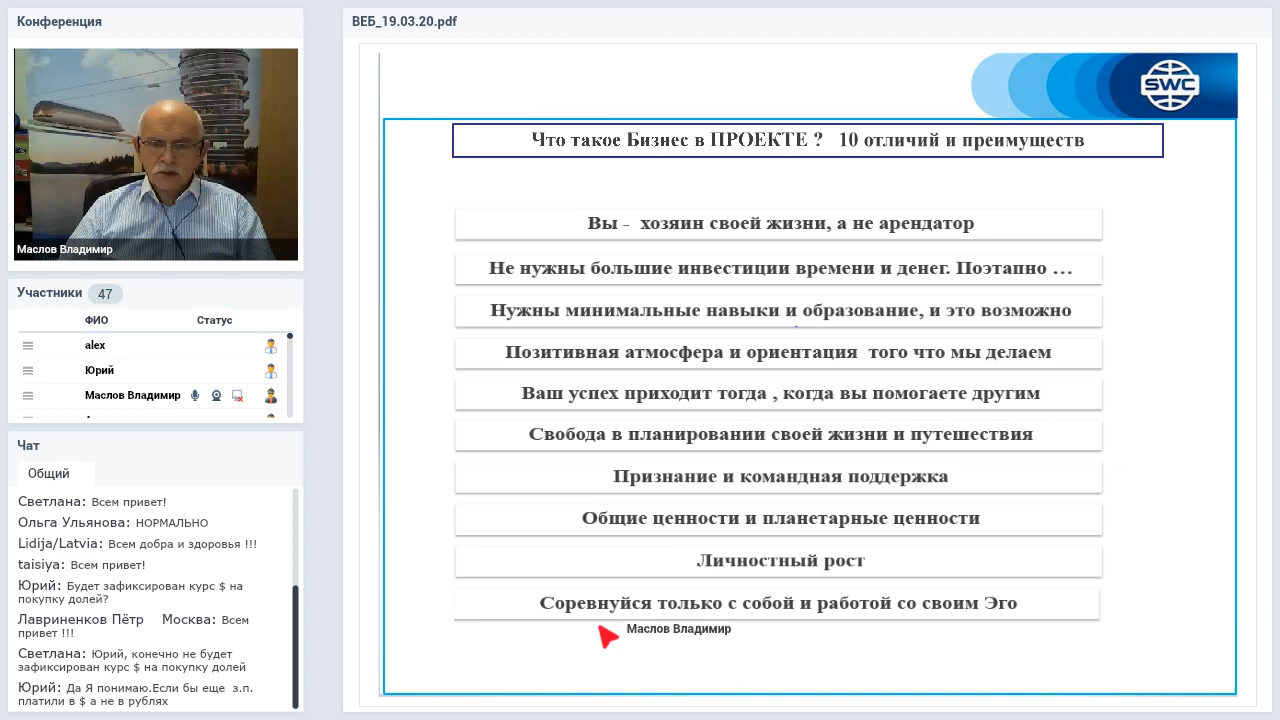 Конференция
Маслов Владимир
Участники 47
ФИО Статус
alex
Юрий
Маслов Владимир
Чат
Общий
Светлана: Всем привет!
Ольга Ульянова: НОРМАЛЬНО
Lidija/Latvia: Всем добра и здоровья !!!
taisiya: Всем привет!
Юрий: Будет зафиксирован курс $ на
покупку долей?
Лавриненков Пётр Москва: Всем
привет !!!
Светлана: Юрий, конечно не будет
зафиксирован курс $ на покупку долей
Юрий: Да Я понимаю.Если бы еще з.п.
платили в $ а не в рублях
ВЕБ_19.03.20.pdf
SWC
Что такое Бизнес в ПРОЕКТЕ ? 10 отличий и преимуществ
Вы - хозяин своей жизни, а не арендатор
Не нужны большие инвестиции времени и денег. Поэтапно ...
Нужны минимальные навыки и образование, и это возможно
Позитивная атмосфера и ориентация того что мы делаем
Ваш успех приходит тогда , когда вы помогаете другим
Свобода в планировании своей жизни и путешествия
Признание и командная поддержка
Общие ценности и планетарные ценности
Личностный рост
Соревнуйся только с собой и работой со своим Эго
Маслов Владимир